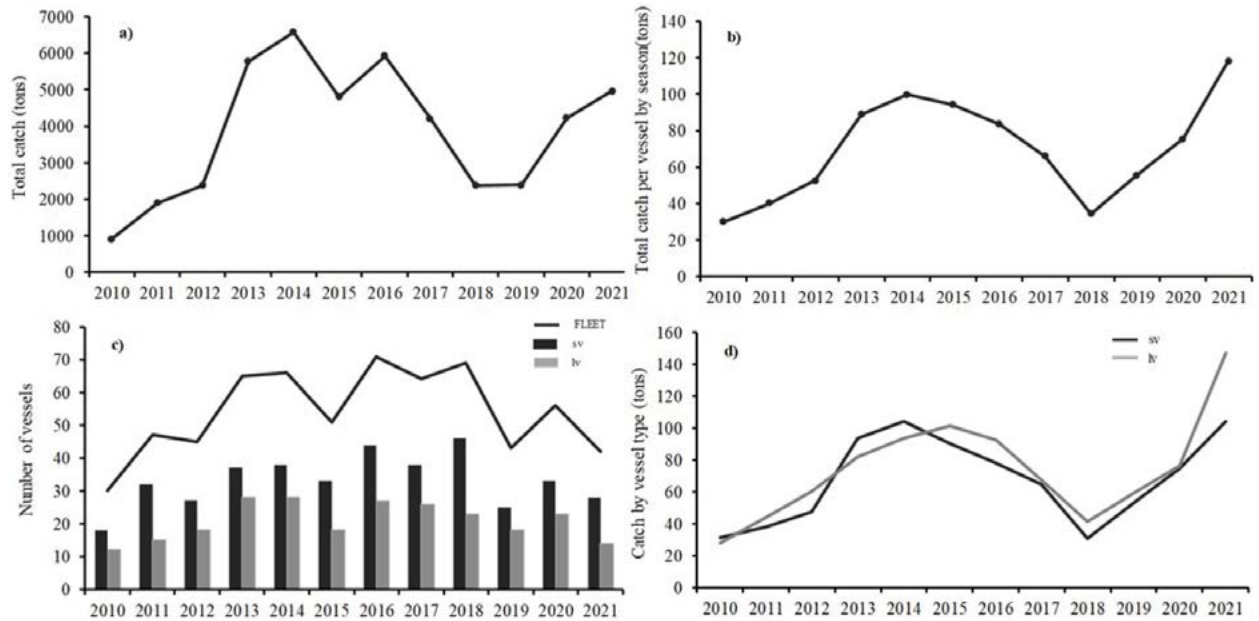 a)
Total catch (tons)
7000
6000
5000
4000
3000
2000
1000
0
2010 2011 2012 2013 2014 2015 2016 2017 2018 2019 2020 2021
b)
Total catch per vessel by season(tons)
140
120
100
80
60
40
20
0
2010 2011 2012 2013 2014 2015 2016 2017 2018 2019 2020 2021
c)
FLEET
sv
lv
Number of vessels
80
70
60
50
40
30
20
10
0
2010 2011 2012 2013 2014 2015 2016 2017 2018 2019 2020 2021
d)
sv
lv
Catch by vessel type (tons)
160
140
120
100
80
60
40
20
0
2010 2011 2012 2013 2014 2015 2016 2017 2018 2019 2020 2021